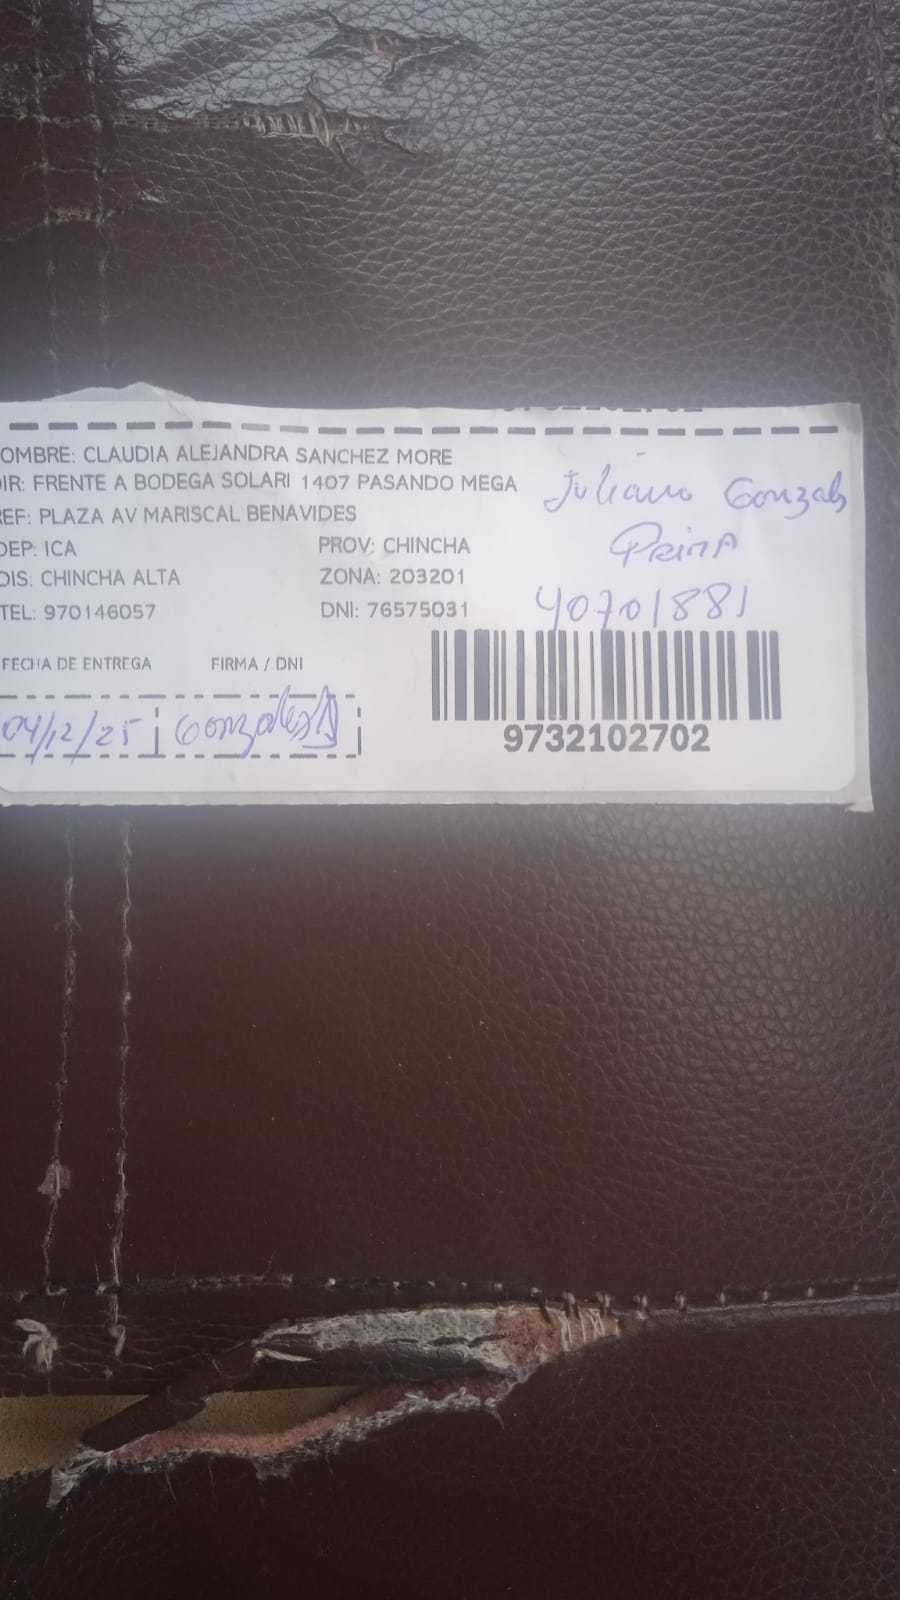 OMBRE: CLAUDIA ALEJANDRA SANCHEZ MORE
DIR: FRENTE A BODEGA SOLARI 1407 PASANDO MEGA
REF: PLAZA AV MARISCAL BENAVIDES
DEP: ICA PROV: CHINCHA
DIS: CHINCHA ALTA ZONA: 203201
TEL: 970146057 DNI: 76575031
Juliano Gonzales
Prima
40701881
FECHA DE ENTREGA FIRMA / DNI
04/12/25 Gonzales
9732102702